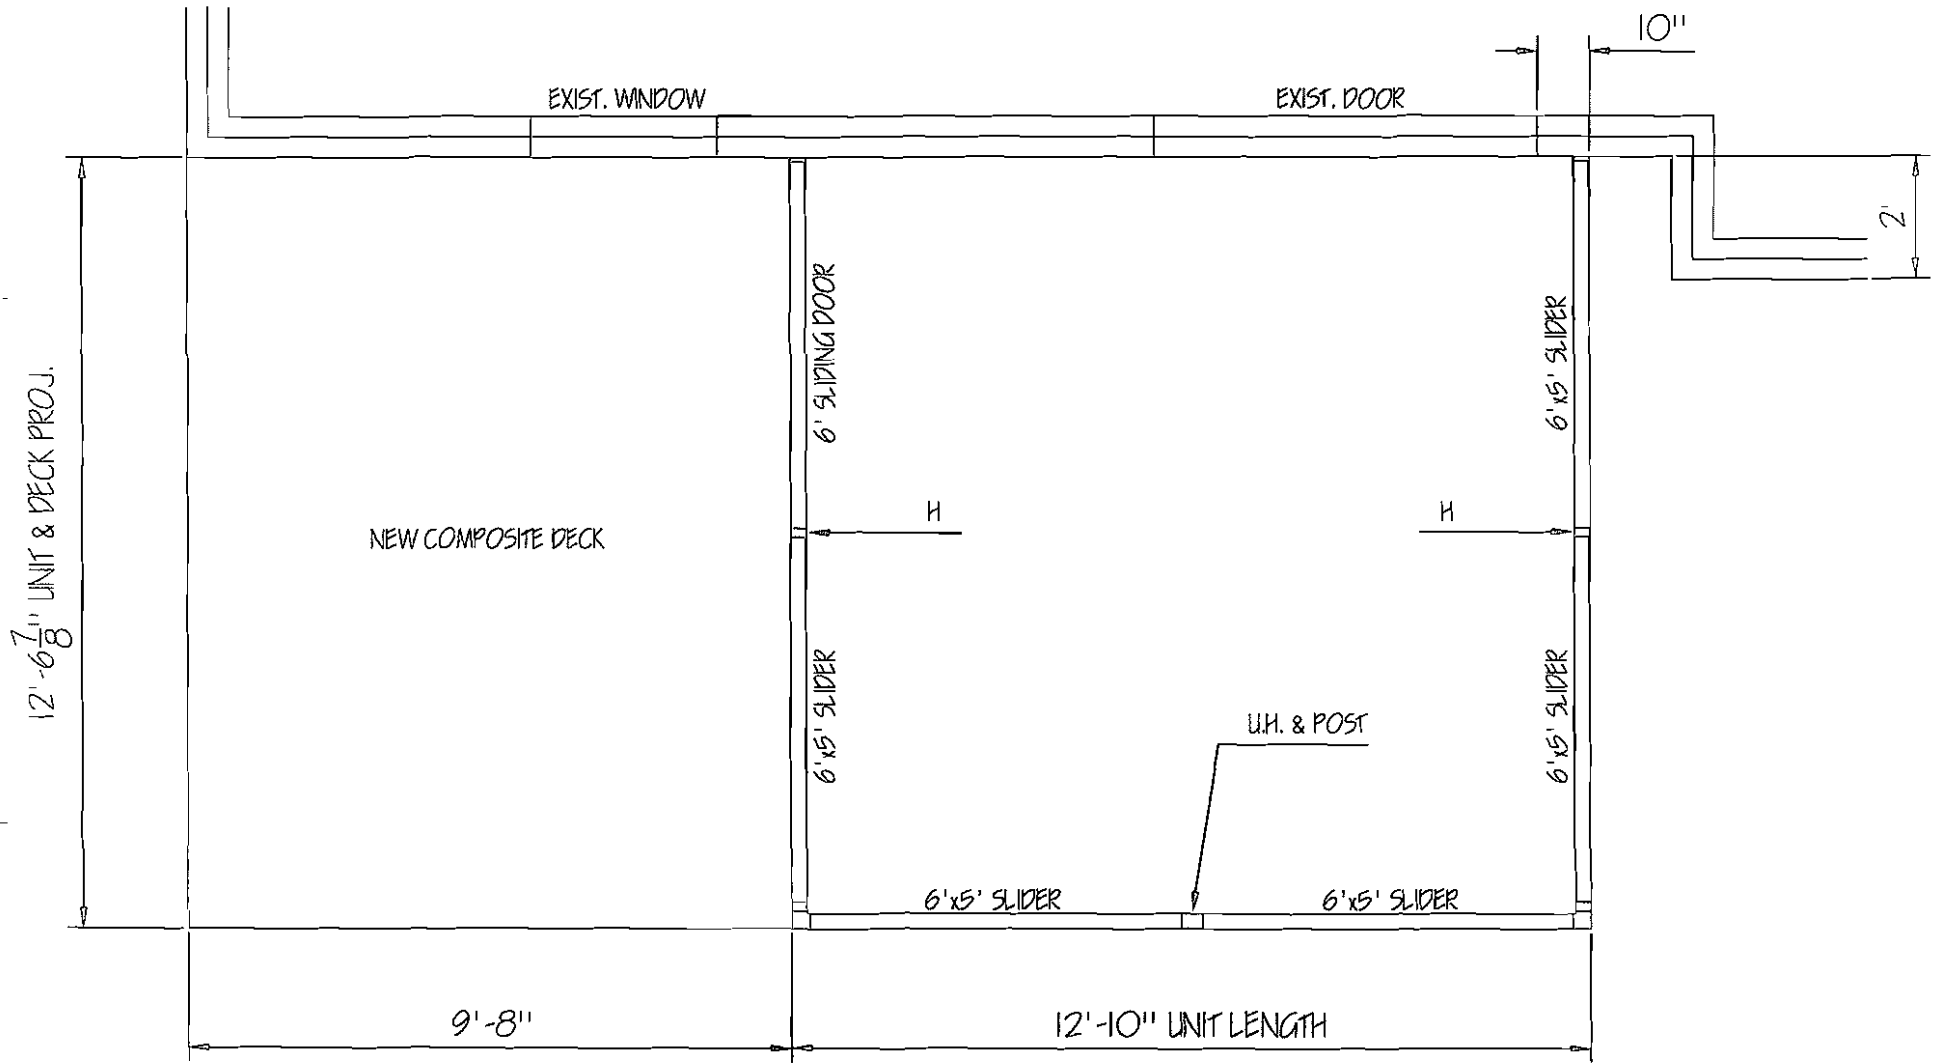 10"
EXIST. WINDOW
EXIST. DOOR
2'
6' SLIDING DOOR
6'x5' SLIDER
12'-6 7/8" UNIT & DECK PROJ.
H
H
NEW COMPOSITE DECK
6'x5' SLIDER
6'x5' SLIDER
U.H. & POST
6'x5' SLIDER
6'x5' SLIDER
9'-8"
12'-10" UNIT LENGTH